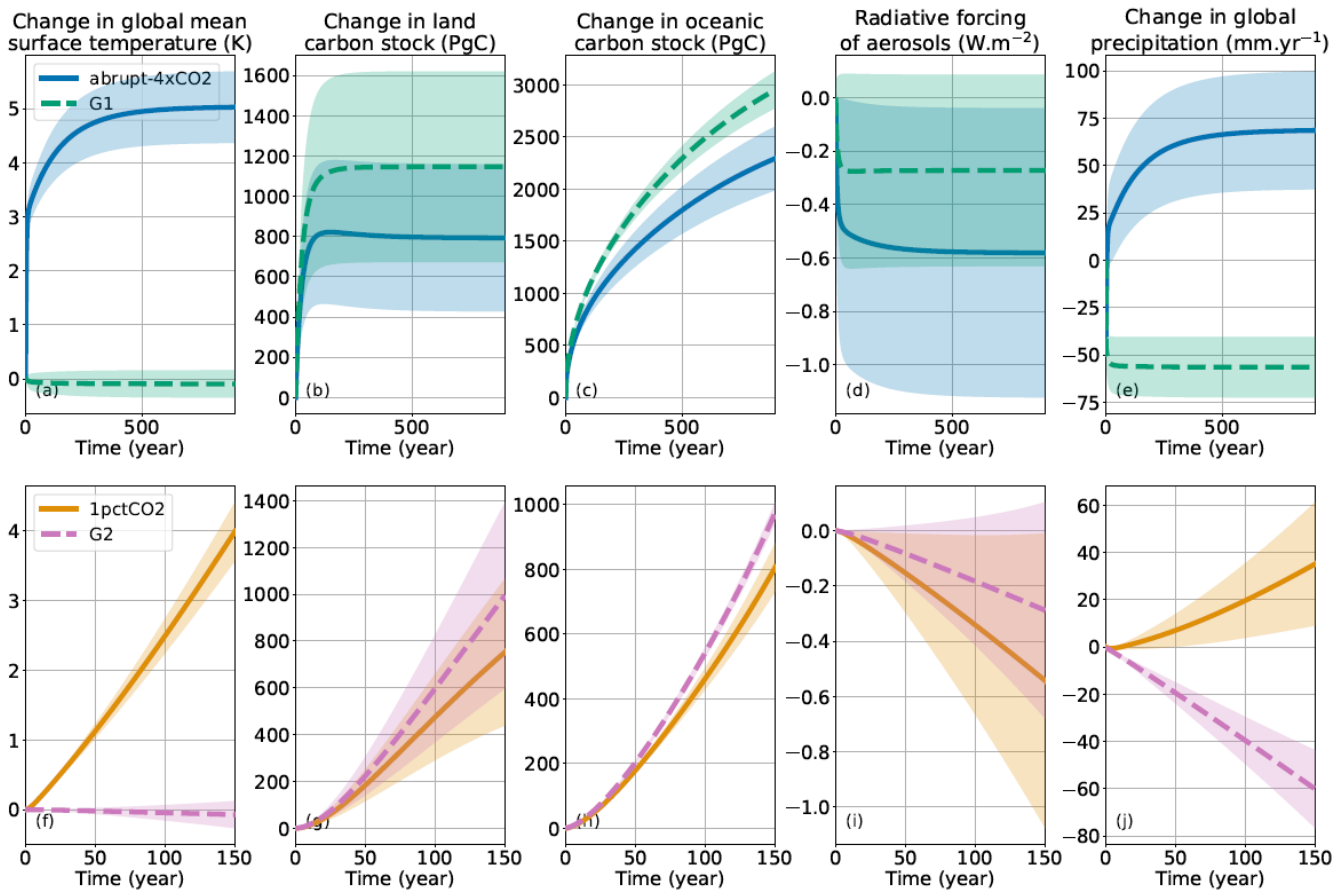 Change in global mean
surface temperature (K)
Change in land
carbon stock (PgC)
Change in oceanic
carbon stock (PgC)
Radiative forcing
of aerosols (W.m⁻²)
Change in global
precipitation (mm.yr⁻¹)
abrupt-4xCO2
G1
5
4
3
2
1
0
(a)
0
500
Time (year)
1600
1400
1200
1000
800
600
400
200
0
(b)
0
500
Time (year)
3000
2500
2000
1500
1000
500
0
(c)
0
500
Time (year)
0.0
−0.2
−0.4
−0.6
−0.8
−1.0
(d)
0
500
Time (year)
100
75
50
25
0
−25
−50
−75
(e)
0
500
Time (year)
1pctCO2
G2
4
3
2
1
0
(f)
0
50
100
150
Time (year)
1400
1200
1000
800
600
400
200
0
(g)
0
50
100
150
Time (year)
1000
800
600
400
200
0
(h)
0
50
100
150
Time (year)
0.0
−0.2
−0.4
−0.6
−0.8
−1.0
(i)
0
50
100
150
Time (year)
60
40
20
0
−20
−40
−60
−80
(j)
0
50
100
150
Time (year)